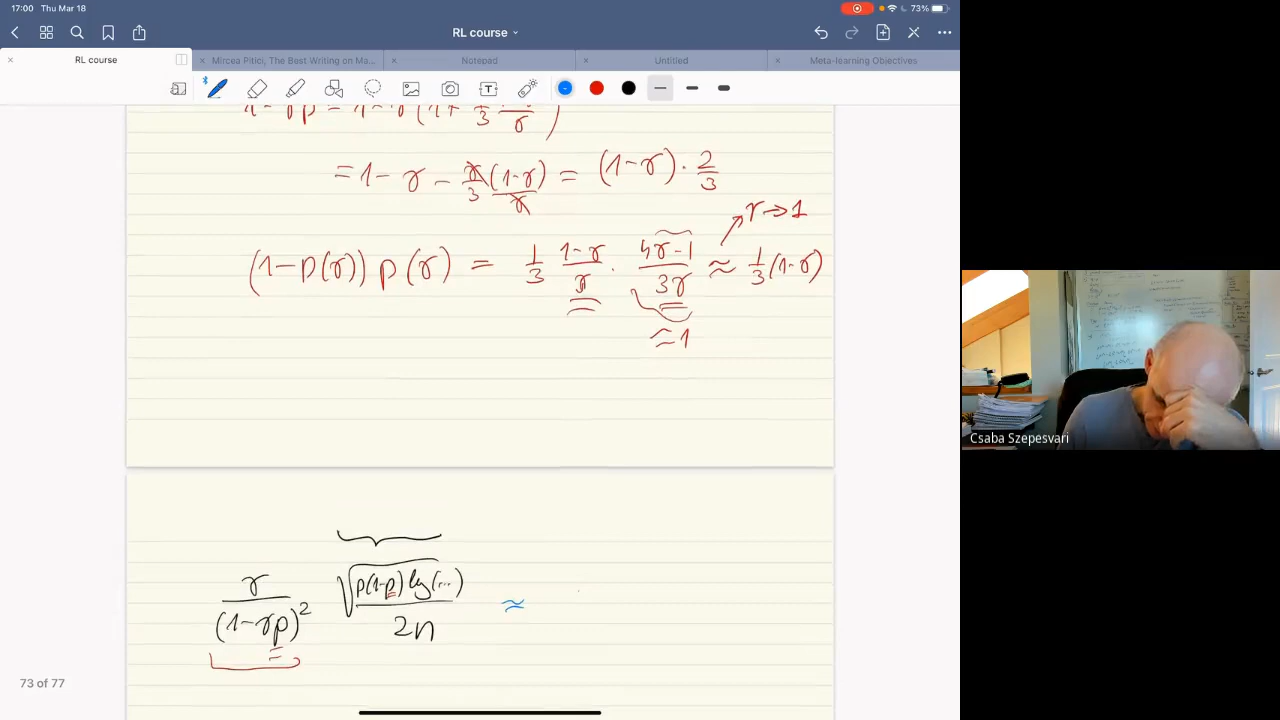 17:00 Thu Mar 18
73%
RL course
RL course
Mircea Pitici, The Best Writing on Ma...
Notepad
Untitled
Meta-learning Objectives
= 1 - γ - γ/3 (1-γ)/γ = (1-γ) · 2/3
γ → 1
(1-p(γ)) p(γ) = 1/3 (1-γ)/γ · (4γ-1)/3γ ≈ 1/3 (1-γ)
≈ 1
γ/(1-γp)² √(p(1-p) log(...)/2n) ≈
73 of 77
Csaba Szepesvari